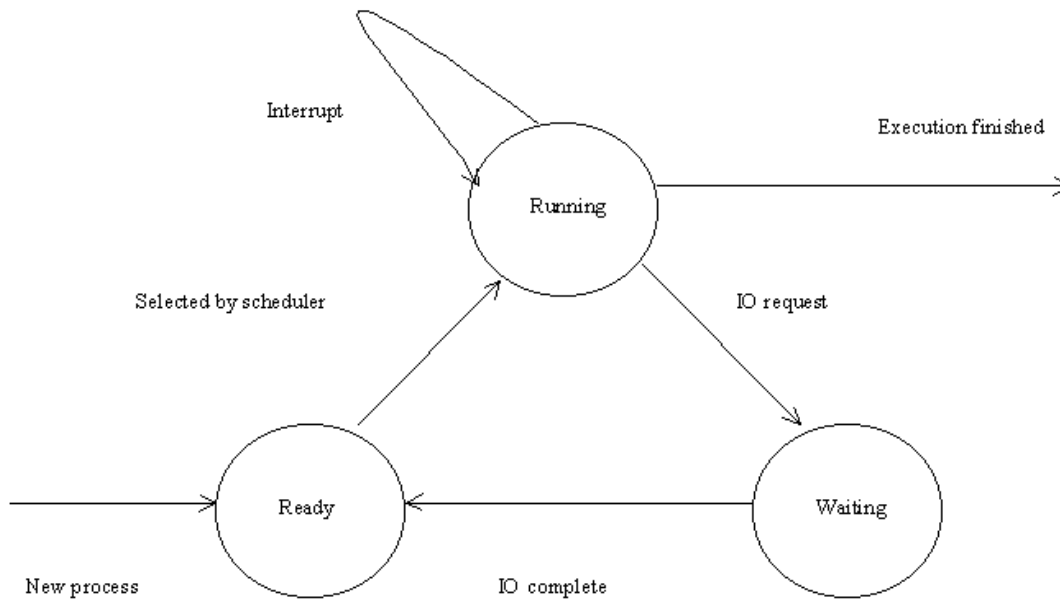 Interrupt
Execution finished
Running
Selected by scheduler
IO request
Ready
Waiting
New process
IO complete